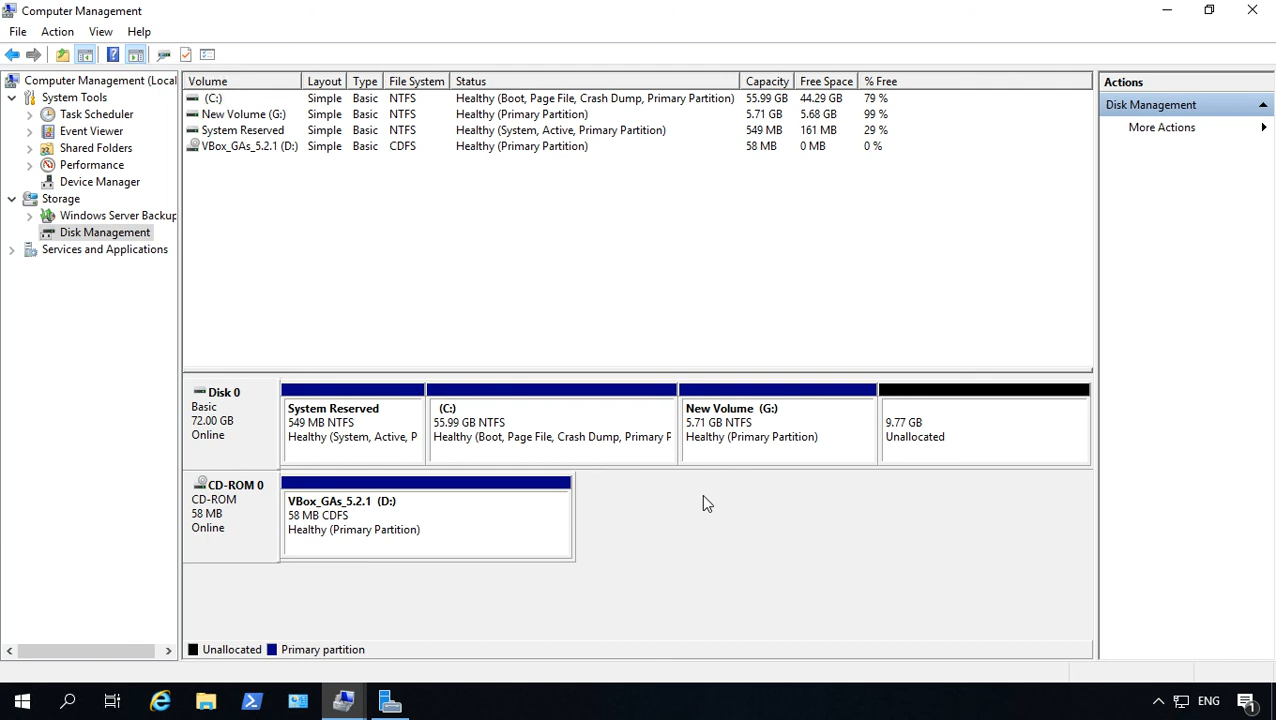 Computer Management
File Action View Help
Computer Management (Local
System Tools
Task Scheduler
Event Viewer
Shared Folders
Performance
Device Manager
Storage
Windows Server Backup
Disk Management
Services and Applications
Volume Layout Type File System Status Capacity Free Space % Free
(C:) Simple Basic NTFS Healthy (Boot, Page File, Crash Dump, Primary Partition) 55.99 GB 44.29 GB 79 %
New Volume (G:) Simple Basic NTFS Healthy (Primary Partition) 5.71 GB 5.68 GB 99 %
System Reserved Simple Basic NTFS Healthy (System, Active, Primary Partition) 549 MB 161 MB 29 %
VBox_GAs_5.2.1 (D:) Simple Basic CDFS Healthy (Primary Partition) 58 MB 0 MB 0 %
Disk 0
Basic
72.00 GB
Online
System Reserved
549 MB NTFS
Healthy (System, Active, P
(C:)
55.99 GB NTFS
Healthy (Boot, Page File, Crash Dump, Primary F
New Volume (G:)
5.71 GB NTFS
Healthy (Primary Partition)
9.77 GB
Unallocated
CD-ROM 0
CD-ROM
58 MB
Online
VBox_GAs_5.2.1 (D:)
58 MB CDFS
Healthy (Primary Partition)
Unallocated Primary partition
Actions
Disk Management
More Actions
ENG
1